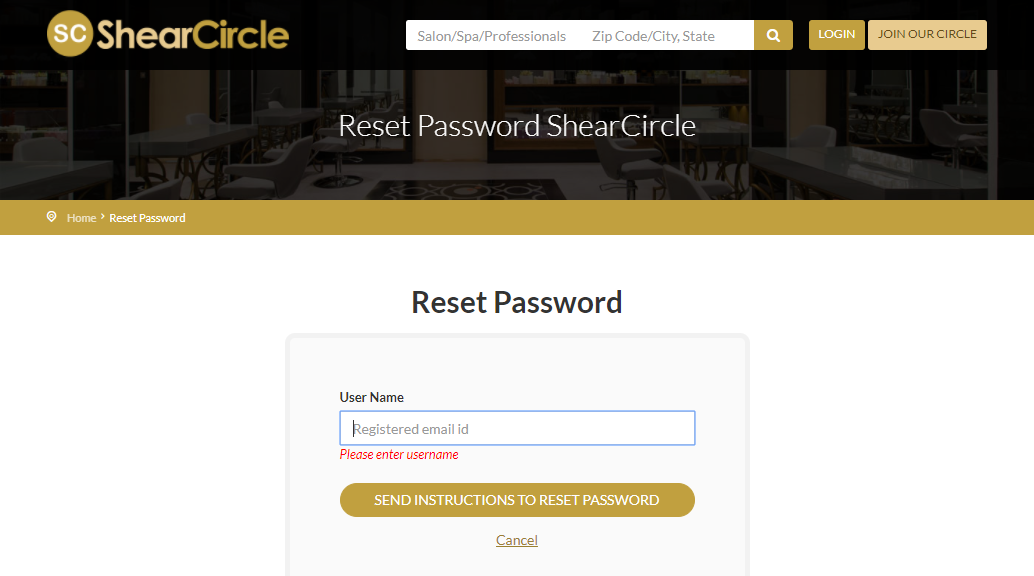 SC ShearCircle
Salon/Spa/Professionals Zip Code/City, State LOGIN JOIN OUR CIRCLE
Reset Password ShearCircle
Home › Reset Password
Reset Password
User Name
Registered email id
Please enter username
SEND INSTRUCTIONS TO RESET PASSWORD
Cancel